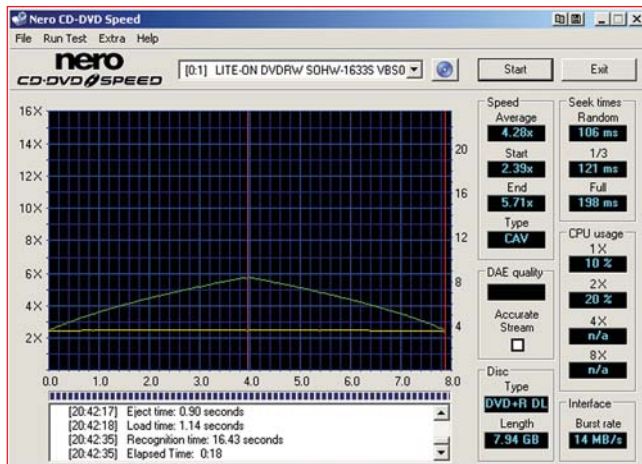 Nero CD-DVD Speed
File Run Test Extra Help
nero
CD·DVD SPEED
[0:1] LITE-ON DVDRW SOHW-1633S VBS0
Start
Exit
16X
14X
12X
10X
8X
6X
4X
2X
20
16
12
8
4
0.0 1.0 2.0 3.0 4.0 5.0 6.0 7.0 8.0
Speed
Average
4.28x
Start
2.39x
End
5.71x
Type
CAV
Seek times
Random
106 ms
1/3
121 ms
Full
198 ms
CPU usage
1X
10 %
2X
20 %
4X
n/a
8X
n/a
DAE quality
Accurate
Stream
Disc
Type
DVD+R DL
Length
7.94 GB
Interface
Burst rate
14 MB/s
[20:42:17] Eject time: 0.90 seconds
[20:42:18] Load time: 1.14 seconds
[20:42:35] Recognition time: 16.43 seconds
[20:42:35] Elapsed Time: 0:18